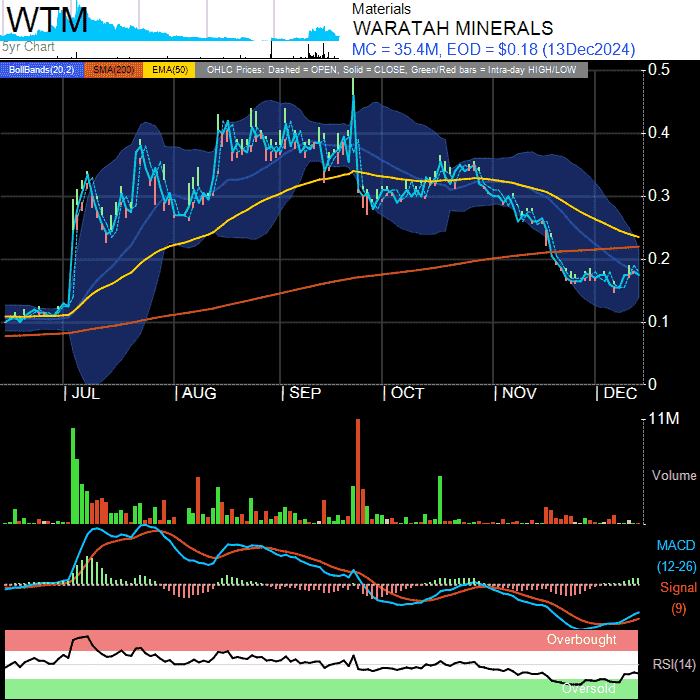 WTM
5yr Chart
Materials
WARATAH MINERALS
MC = 35.4M, EOD = $0.18 (13Dec2024)
BollBands(20,2) SMA(200) EMA(50) OHLC Prices: Dashed = OPEN, Solid = CLOSE, Green/Red bars = Intra-day HIGH/LOW
0.5
0.4
0.3
0.2
0.1
0
JUL AUG SEP OCT NOV DEC
11M
Volume
MACD
(12-26)
Signal
(9)
Overbought
RSI(14)
Oversold